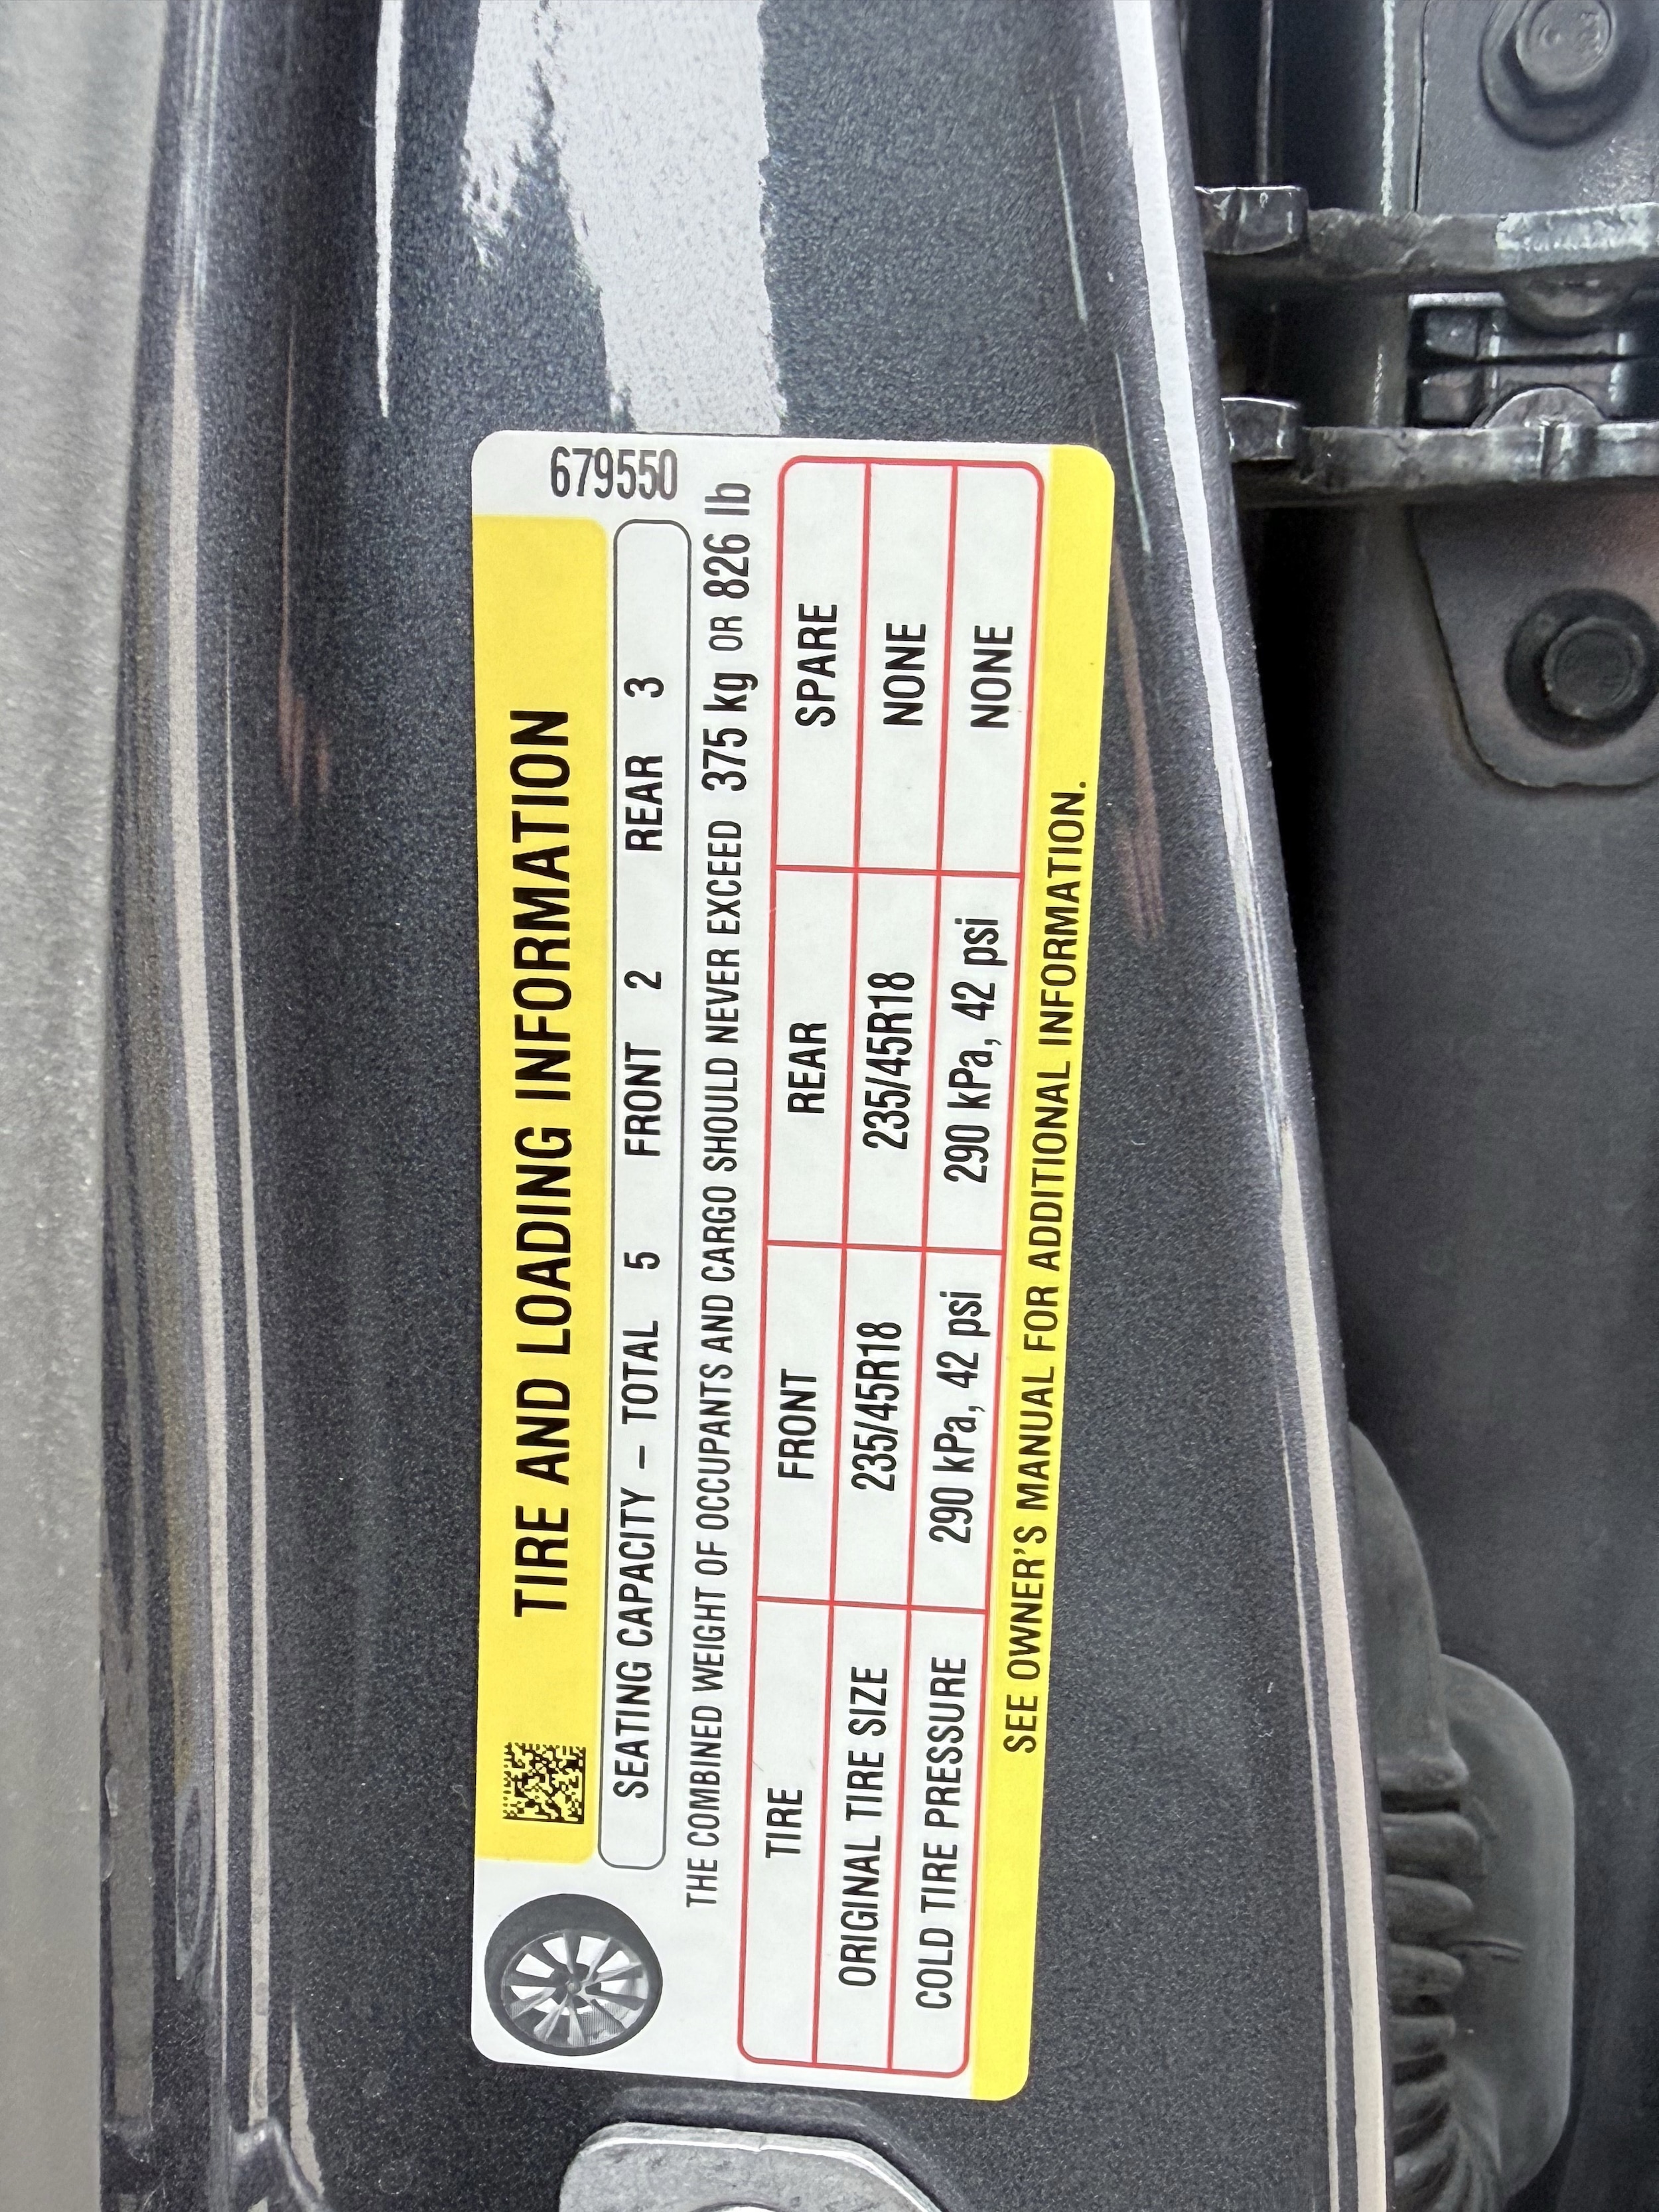 679550
TIRE AND LOADING INFORMATION
SEATING CAPACITY – TOTAL 5 FRONT 2 REAR 3
THE COMBINED WEIGHT OF OCCUPANTS AND CARGO SHOULD NEVER EXCEED 375 kg OR 826 lb
TIRE FRONT REAR SPARE
ORIGINAL TIRE SIZE 235/45R18 235/45R18 NONE
COLD TIRE PRESSURE 290 kPa, 42 psi 290 kPa, 42 psi NONE
SEE OWNER'S MANUAL FOR ADDITIONAL INFORMATION.